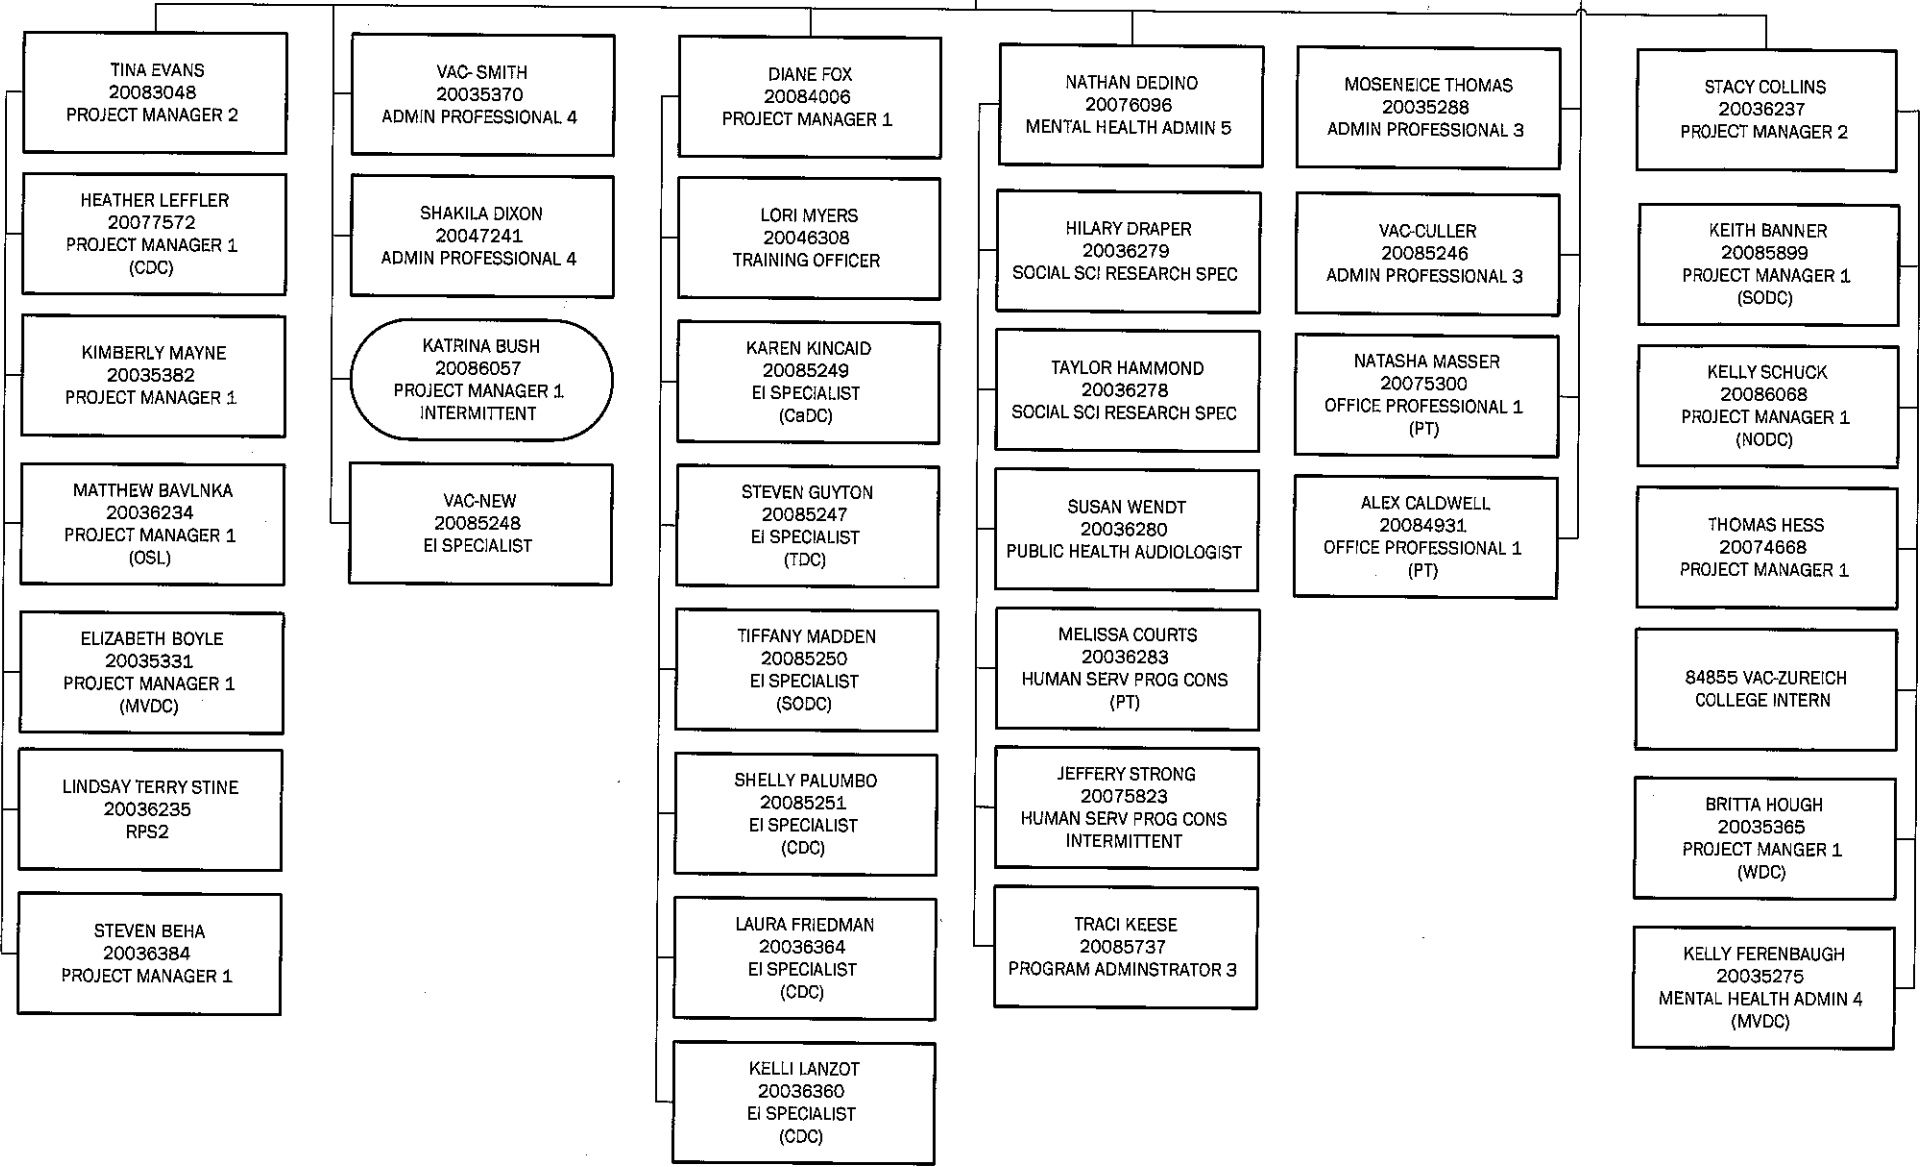 TINA EVANS
20083048
PROJECT MANAGER 2
HEATHER LEFFLER
20077572
PROJECT MANAGER 1
(CDC)
KIMBERLY MAYNE
20035382
PROJECT MANAGER 1
MATTHEW BAVLNKA
20036234
PROJECT MANAGER 1
(OSL)
ELIZABETH BOYLE
20035331
PROJECT MANAGER 1
(MVDC)
LINDSAY TERRY STINE
20036235
RPS2
STEVEN BEHA
20036384
PROJECT MANAGER 1
VAC- SMITH
20035370
ADMIN PROFESSIONAL 4
SHAKILA DIXON
20047241
ADMIN PROFESSIONAL 4
KATRINA BUSH
20086057
PROJECT MANAGER 1
INTERMITTENT
VAC-NEW
20085248
EI SPECIALIST
DIANE FOX
20084006
PROJECT MANAGER 1
LORI MYERS
20046308
TRAINING OFFICER
KAREN KINCAID
20085249
EI SPECIALIST
(CaDC)
STEVEN GUYTON
20085247
EI SPECIALIST
(TDC)
TIFFANY MADDEN
20085250
EI SPECIALIST
(SODC)
SHELLY PALUMBO
20085251
EI SPECIALIST
(CDC)
LAURA FRIEDMAN
20036364
EI SPECIALIST
(CDC)
KELLI LANZOT
20036360
EI SPECIALIST
(CDC)
NATHAN DEDINO
20076096
MENTAL HEALTH ADMIN 5
HILARY DRAPER
20036279
SOCIAL SCI RESEARCH SPEC
TAYLOR HAMMOND
20036278
SOCIAL SCI RESEARCH SPEC
SUSAN WENDT
20036280
PUBLIC HEALTH AUDIOLOGIST
MELISSA COURTS
20036283
HUMAN SERV PROG CONS
(PT)
JEFFERY STRONG
20075823
HUMAN SERV PROG CONS
INTERMITTENT
TRACI KEESE
20085737
PROGRAM ADMINSTRATOR 3
MOSENEICE THOMAS
20035288
ADMIN PROFESSIONAL 3
VAC-CULLER
20085246
ADMIN PROFESSIONAL 3
NATASHA MASSER
20075300
OFFICE PROFESSIONAL 1
(PT)
ALEX CALDWELL
20084931
OFFICE PROFESSIONAL 1
(PT)
STACY COLLINS
20036237
PROJECT MANAGER 2
KEITH BANNER
20085899
PROJECT MANAGER 1
(SODC)
KELLY SCHUCK
20086068
PROJECT MANAGER 1
(NODC)
THOMAS HESS
20074668
PROJECT MANAGER 1
84855 VAC-ZUREICH
COLLEGE INTERN
BRITTA HOUGH
20035365
PROJECT MANGER 1
(WDC)
KELLY FERENBAUGH
20035275
MENTAL HEALTH ADMIN 4
(MVDC)